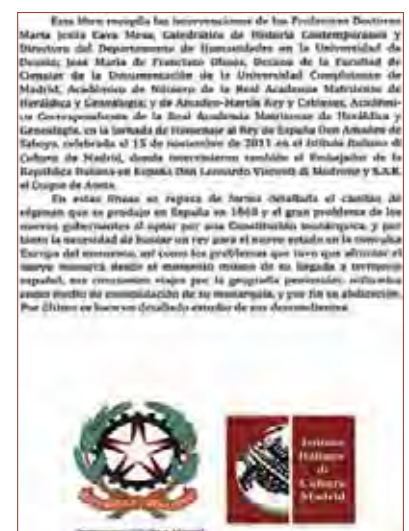 Este libro recopila las intervenciones de los Profesores Doctores
María Jesús Cava Mesa, Catedrático de Historia Contemporánea y
Directora del Departamento de Humanidades en la Universidad de
Deusto; José María de Francisco Olmos, Decano de la Facultad de
Ciencias de la Documentación de la Universidad Complutense de
Madrid, Académico de Número de la Real Academia Matritense de
Heráldica y Genealogía; y de Amadeo-Martín Rey y Cabieses, Académi-
co Correspondiente de la Real Academia Matritense de Heráldica y
Genealogía, en la Jornada de Homenaje al Rey de España Don Amadeo de
Saboya, celebrada el 15 de noviembre de 2011 en el Istituto Italiano di
Cultura de Madrid, donde intervinieron también el Embajador de la
República Italiana en España Don Leonardo Visconti di Modrone y S.A.R.
el Duque de Aosta.
En estas líneas se repasa de forma detallada el cambio de
régimen que se produjo en España en 1868 y el gran problema de los
nuevos gobernantes al optar por una Constitución monárquica, y por
tanto la necesidad de buscar un rey para el nuevo estado en la convulsa
Europa del momento, así como los problemas que tuvo que afrontar el
nuevo monarca desde el momento mismo de su llegada a territorio
español, sus constantes viajes por la geografía peninsular, utilizados
como medio de consolidación de su monarquía, y por fin su abdicación.
Por último se hace un detallado estudio de sus descendientes.
Istituto
Italiano
di
Cultura
Madrid